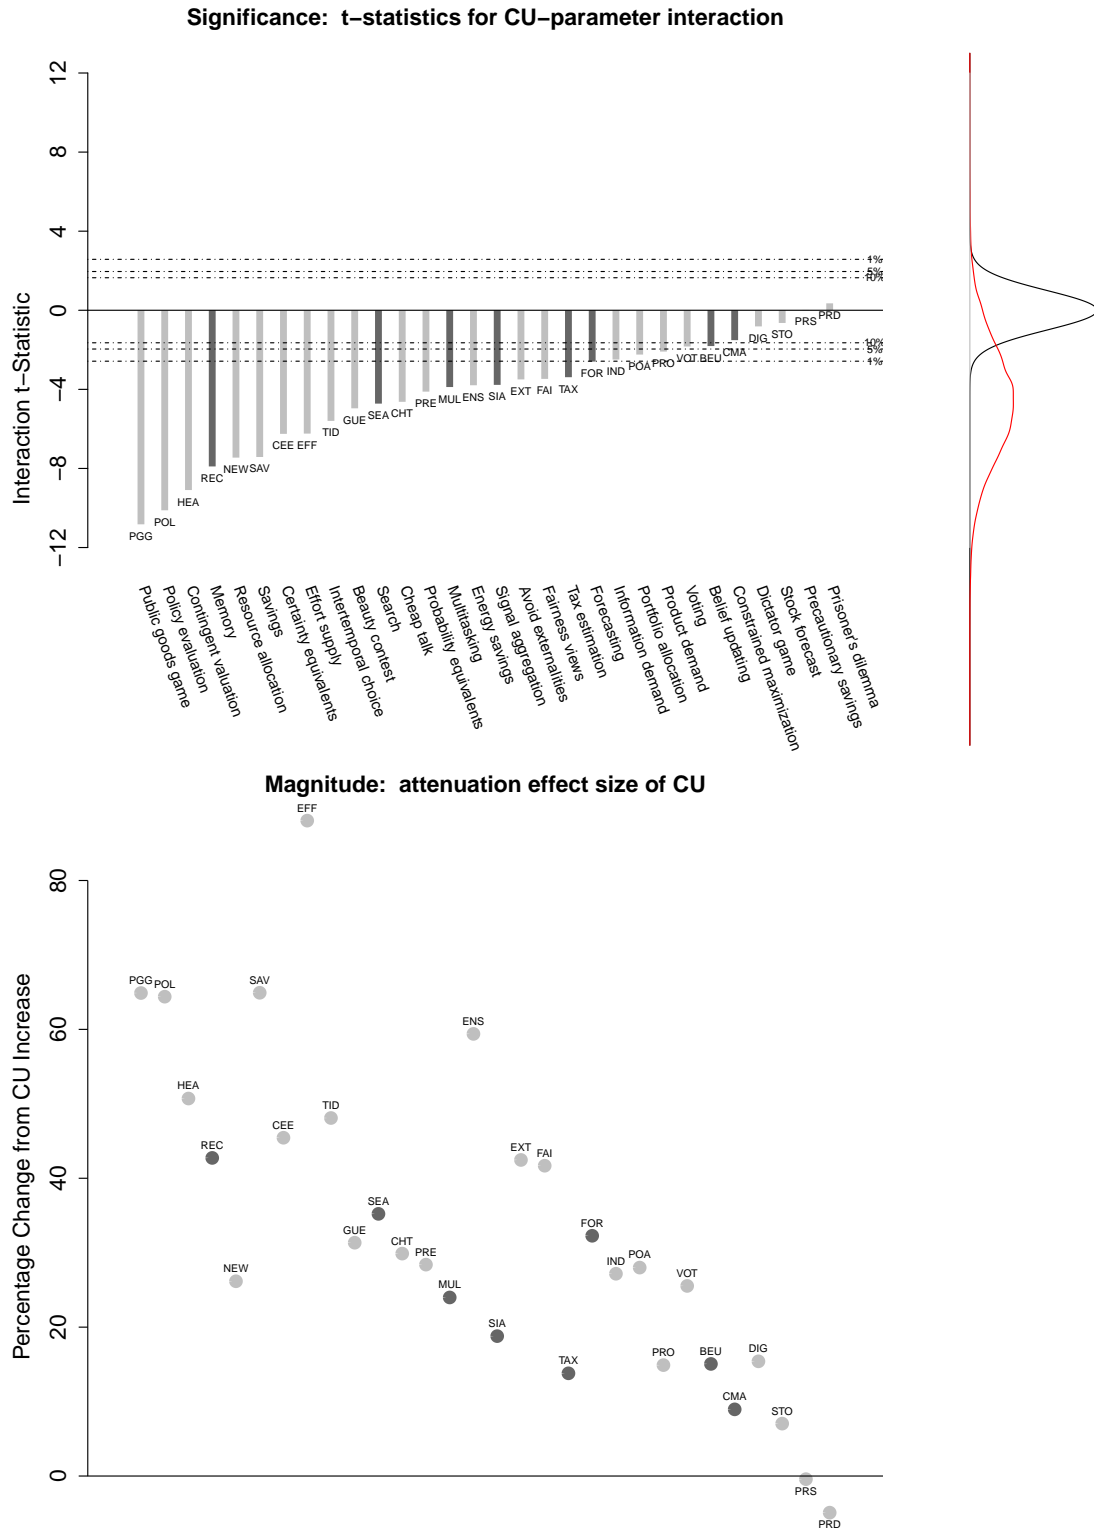 Significance:  t−statistics for CU−parameter interaction
Interaction t−Statistic
12
8
4
0
−4
−8
−12
1%
5%
10%
10%
5%
1%
PGG
POL
HEA
REC
NEW
SAV
CEE
EFF
TID
GUE
SEA
CHT
PRE
MUL
ENS
SIA
EXT
FAI
TAX
FOR
IND
POA
PRO
VOT
BEU
CMA
DIG
STO
PRS
PRD
Public goods game
Policy evaluation
Contingent valuation
Memory
Resource allocation
Savings
Certainty equivalents
Effort supply
Intertemporal choice
Beauty contest
Search
Cheap talk
Probability equivalents
Multitasking
Energy savings
Signal aggregation
Avoid externalities
Fairness views
Tax estimation
Forecasting
Information demand
Portfolio allocation
Product demand
Voting
Belief updating
Constrained maximization
Dictator game
Stock forecast
Precautionary savings
Prisoner's dilemma
Magnitude:  attenuation effect size of CU
Percentage Change from CU Increase
80
60
40
20
0
PGG
POL
HEA
REC
NEW
SAV
CEE
EFF
TID
GUE
SEA
CHT
PRE
MUL
ENS
SIA
EXT
FAI
TAX
FOR
IND
POA
PRO
VOT
BEU
CMA
DIG
STO
PRS
PRD